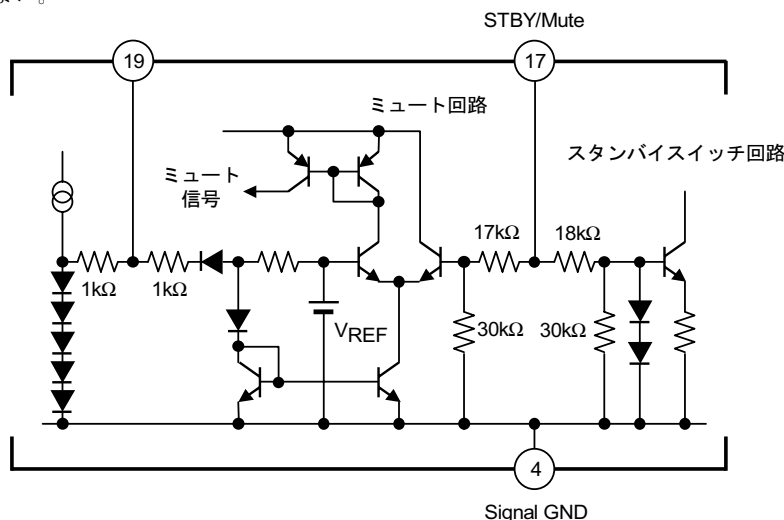 STBY/Mute
19
17
ミュート回路
スタンバイスイッチ回路
ミュート
信号
17kΩ
18kΩ
1kΩ
1kΩ
VREF
30kΩ
30kΩ
4
Signal GND